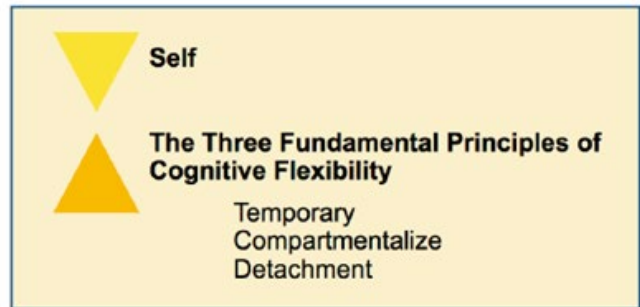 Self
The Three Fundamental Principles of
Cognitive Flexibility
Temporary
Compartmentalize
Detachment